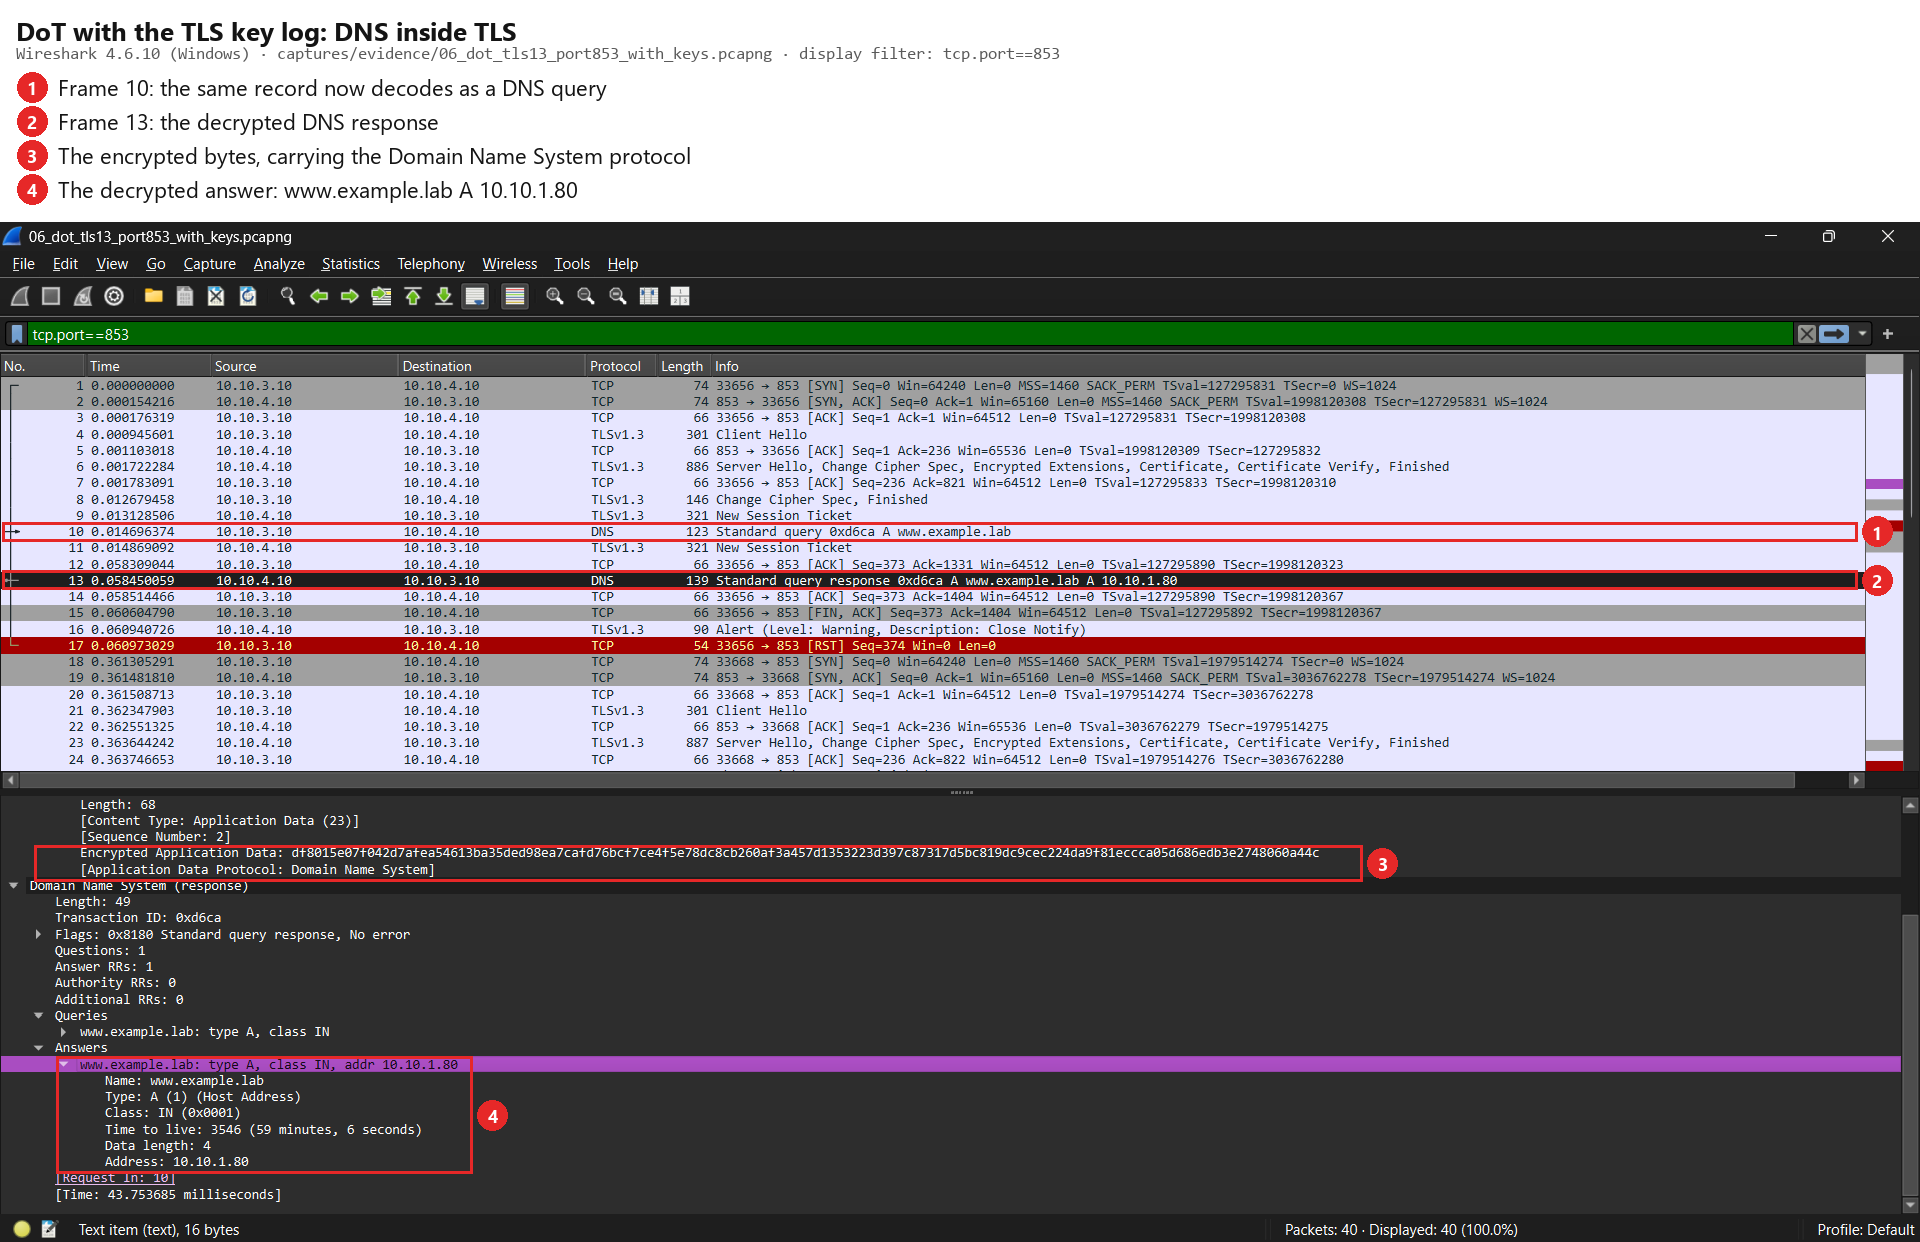 DoT with the TLS key log: DNS inside TLS
Wireshark 4.6.10 (Windows) · captures/evidence/06_dot_tls13_port853_with_keys.pcapng · display filter: tcp.port==853
1 Frame 10: the same record now decodes as a DNS query
2 Frame 13: the decrypted DNS response
3 The encrypted bytes, carrying the Domain Name System protocol
4 The decrypted answer: www.example.lab A 10.10.1.80
06_dot_tls13_port853_with_keys.pcapng
File Edit View Go Capture Analyze Statistics Telephony Wireless Tools Help
tcp.port==853
No. Time Source Destination Protocol Length Info
1 0.000000000 10.10.3.10 10.10.4.10 TCP 74 33656 → 853 [SYN] Seq=0 Win=64240 Len=0 MSS=1460 SACK_PERM TSval=127295831 TSecr=0 WS=1024
2 0.000154216 10.10.4.10 10.10.3.10 TCP 74 853 → 33656 [SYN, ACK] Seq=0 Ack=1 Win=65160 Len=0 MSS=1460 SACK_PERM TSval=1998120308 TSecr=127295831 WS=1024
3 0.000176319 10.10.3.10 10.10.4.10 TCP 66 33656 → 853 [ACK] Seq=1 Ack=1 Win=64512 Len=0 TSval=127295831 TSecr=1998120308
4 0.000945601 10.10.3.10 10.10.4.10 TLSv1.3 301 Client Hello
5 0.001103018 10.10.4.10 10.10.3.10 TCP 66 853 → 33656 [ACK] Seq=1 Ack=236 Win=65536 Len=0 TSval=1998120309 TSecr=127295832
6 0.001722284 10.10.4.10 10.10.3.10 TLSv1.3 886 Server Hello, Change Cipher Spec, Encrypted Extensions, Certificate, Certificate Verify, Finished
7 0.001783091 10.10.3.10 10.10.4.10 TCP 66 33656 → 853 [ACK] Seq=236 Ack=821 Win=64512 Len=0 TSval=127295833 TSecr=1998120310
8 0.012679458 10.10.3.10 10.10.4.10 TLSv1.3 146 Change Cipher Spec, Finished
9 0.013128506 10.10.4.10 10.10.3.10 TLSv1.3 321 New Session Ticket
10 0.014696374 10.10.3.10 10.10.4.10 DNS 123 Standard query 0xd6ca A www.example.lab
1
11 0.014869092 10.10.4.10 10.10.3.10 TLSv1.3 321 New Session Ticket
12 0.058309044 10.10.3.10 10.10.4.10 TCP 66 33656 → 853 [ACK] Seq=373 Ack=1331 Win=64512 Len=0 TSval=127295890 TSecr=1998120323
13 0.058450059 10.10.4.10 10.10.3.10 DNS 139 Standard query response 0xd6ca A www.example.lab A 10.10.1.80
2
14 0.058514466 10.10.3.10 10.10.4.10 TCP 66 33656 → 853 [ACK] Seq=373 Ack=1404 Win=64512 Len=0 TSval=127295890 TSecr=1998120367
15 0.060604790 10.10.3.10 10.10.4.10 TCP 66 33656 → 853 [FIN, ACK] Seq=373 Ack=1404 Win=64512 Len=0 TSval=127295892 TSecr=1998120367
16 0.060940726 10.10.4.10 10.10.3.10 TLSv1.3 90 Alert (Level: Warning, Description: Close Notify)
17 0.060973029 10.10.3.10 10.10.4.10 TCP 54 33656 → 853 [RST] Seq=374 Win=0 Len=0
18 0.361305291 10.10.4.10 10.10.3.10 TCP 74 33668 → 853 [SYN] Seq=0 Win=64240 Len=0 MSS=1460 SACK_PERM TSval=1979514274 TSecr=0 WS=1024
19 0.361481810 10.10.3.10 10.10.4.10 TCP 74 853 → 33668 [SYN, ACK] Seq=0 Ack=1 Win=65160 Len=0 MSS=1460 SACK_PERM TSval=3036762278 TSecr=1979514274 WS=1024
20 0.361508713 10.10.3.10 10.10.4.10 TCP 66 33668 → 853 [ACK] Seq=1 Ack=1 Win=64512 Len=0 TSval=1979514274 TSecr=3036762278
21 0.362347903 10.10.3.10 10.10.4.10 TLSv1.3 301 Client Hello
22 0.362551325 10.10.4.10 10.10.3.10 TCP 66 853 → 33668 [ACK] Seq=1 Ack=236 Win=65536 Len=0 TSval=3036762279 TSecr=1979514275
23 0.363644242 10.10.4.10 10.10.3.10 TLSv1.3 887 Server Hello, Change Cipher Spec, Encrypted Extensions, Certificate, Certificate Verify, Finished
24 0.363746653 10.10.3.10 10.10.4.10 TCP 66 33668 → 853 [ACK] Seq=236 Ack=822 Win=64512 Len=0 TSval=1979514276 TSecr=3036762280
Length: 68
[Content Type: Application Data (23)]
[Sequence Number: 2]
Encrypted Application Data: df8015e07f042d7afea54613ba35ded98ea7cafd76bcf7ce4f5e78dc8cb260af3a457d1353223d397c87317d5bc819dc9cec224da9f81eccca05d686edb3e2748060a44c
[Application Data Protocol: Domain Name System]
3
Domain Name System (response)
Length: 49
Transaction ID: 0xd6ca
Flags: 0x8180 Standard query response, No error
Questions: 1
Answer RRs: 1
Authority RRs: 0
Additional RRs: 0
Queries
www.example.lab: type A, class IN
Answers
www.example.lab: type A, class IN, addr 10.10.1.80
Name: www.example.lab
Type: A (1) (Host Address)
Class: IN (0x0001)
4
Time to live: 3546 (59 minutes, 6 seconds)
Data length: 4
Address: 10.10.1.80
[Request In: 10]
[Time: 43.753685 milliseconds]
Text item (text), 16 bytes
Packets: 40 · Displayed: 40 (100.0%)
Profile: Default